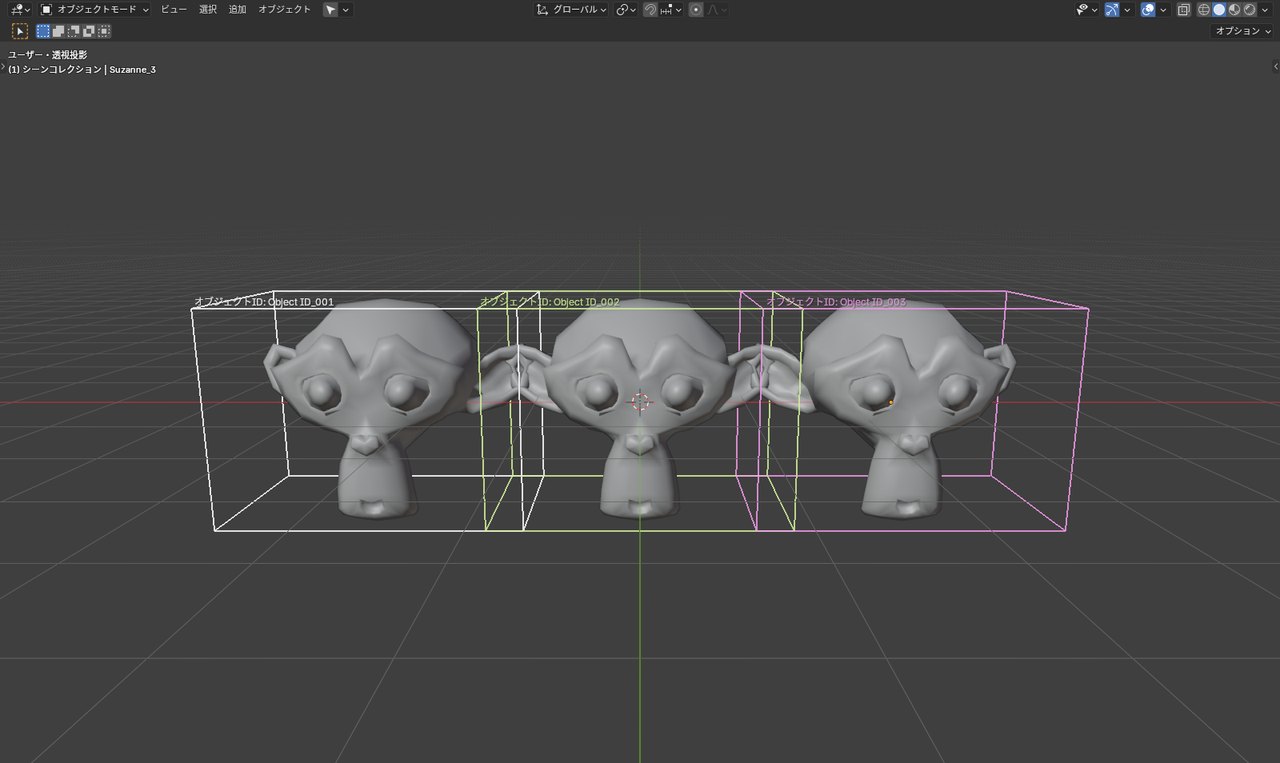 オブジェクトモード ビュー 選択 追加 オブジェクト グローバル
オプション
ユーザー・透視投影
(1) シーンコレクション | Suzanne_3
オブジェクトID: Object ID_001
オブジェクトID: Object ID_002
オブジェクトID: Object ID_003